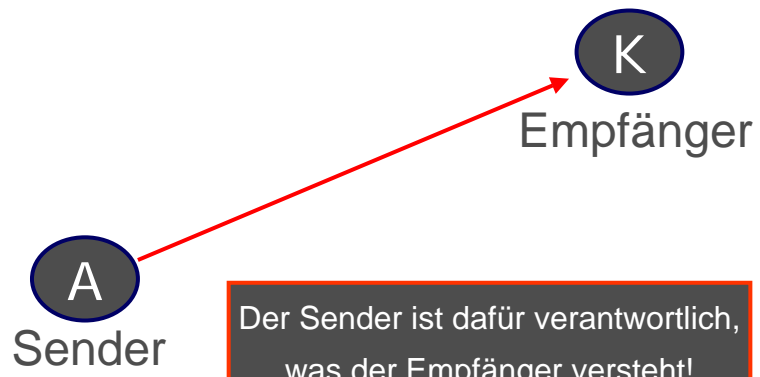 K
Empfänger
A
Sender
Der Sender ist dafür verantwortlich,
was der Empfänger versteht!